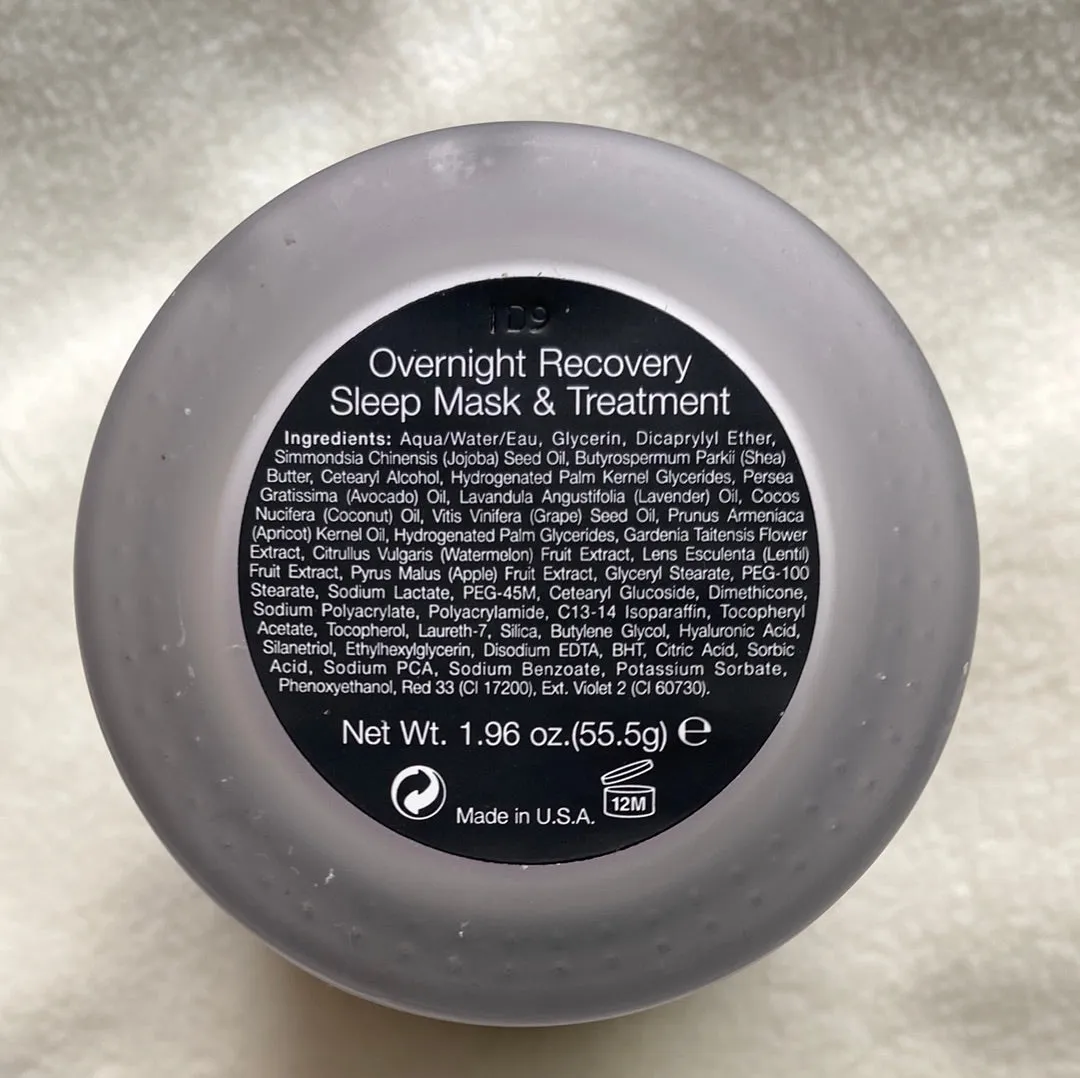 1D9
Overnight Recovery
Sleep Mask & Treatment
Ingredients: Aqua/Water/Eau, Glycerin, Dicaprylyl Ether,
Simmondsia Chinensis (Jojoba) Seed Oil, Butyrospermum Parkii (Shea)
Butter, Cetearyl Alcohol, Hydrogenated Palm Kernel Glycerides, Persea
Gratissima (Avocado) Oil, Lavandula Angustifolia (Lavender) Oil, Cocos
Nucifera (Coconut) Oil, Vitis Vinifera (Grape) Seed Oil, Prunus Armeniaca
(Apricot) Kernel Oil, Hydrogenated Palm Glycerides, Gardenia Taitensis Flower
Extract, Citrullus Vulgaris (Watermelon) Fruit Extract, Lens Esculenta (Lentil)
Fruit Extract, Pyrus Malus (Apple) Fruit Extract, Glyceryl Stearate, PEG-100
Stearate, Sodium Lactate, PEG-45M, Cetearyl Glucoside, Dimethicone,
Sodium Polyacrylate, Polyacrylamide, C13-14 Isoparaffin, Tocopheryl
Acetate, Tocopherol, Laureth-7, Silica, Butylene Glycol, Hyaluronic Acid,
Silanetriol, Ethylhexylglycerin, Disodium EDTA, BHT, Citric Acid, Sorbic
Acid, Sodium PCA, Sodium Benzoate, Potassium Sorbate,
Phenoxyethanol, Red 33 (CI 17200), Ext. Violet 2 (CI 60730).
Net Wt. 1.96 oz.(55.5g) ℮
Made in U.S.A.
12M